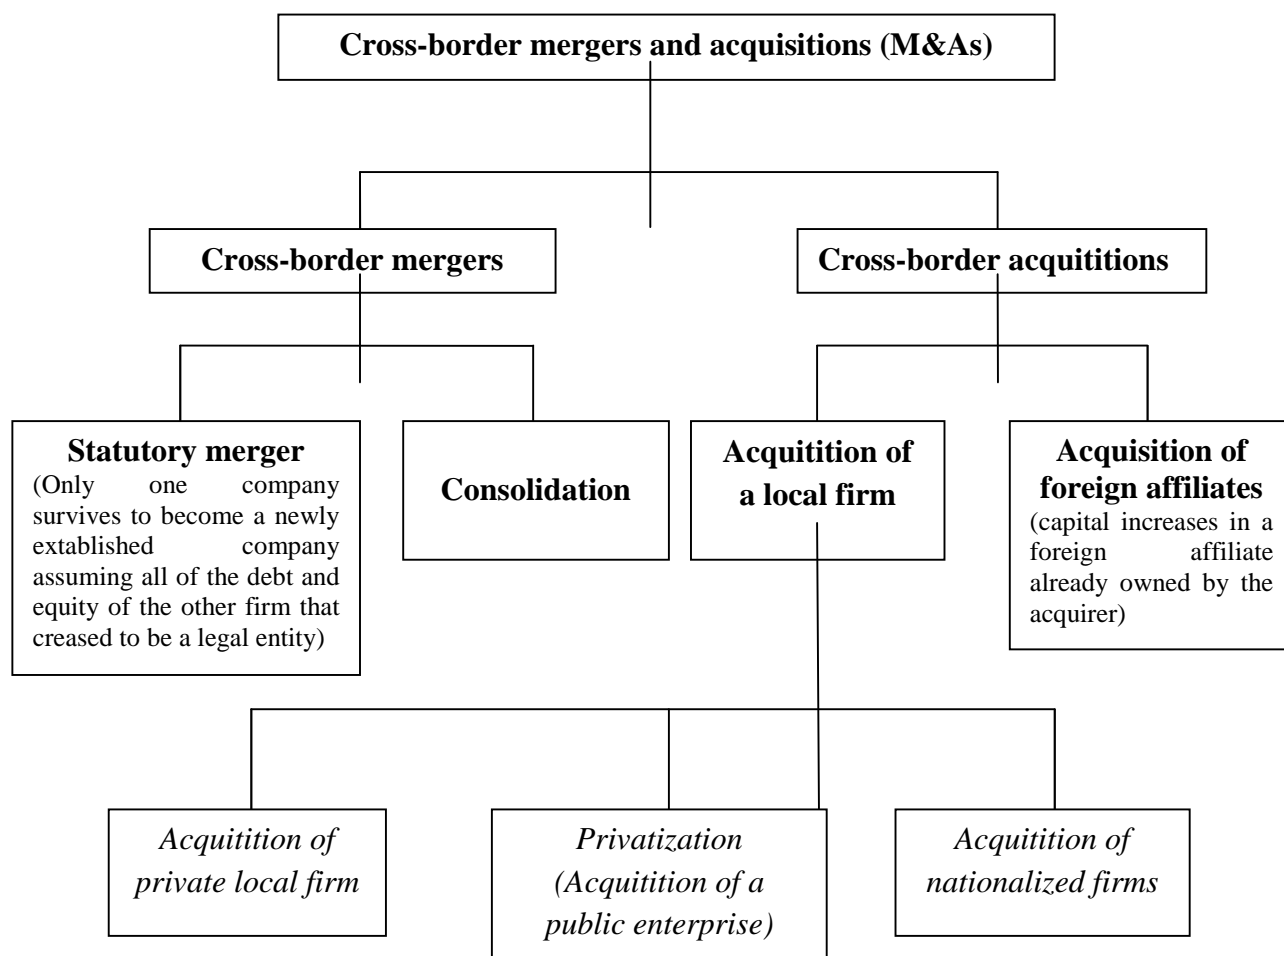 Cross-border mergers and acquisitions (M&As)
Cross-border mergers
Cross-border acquititions
Statutory merger
(Only one company
survives to become a newly
extablished company
assuming all of the debt and
equity of the other firm that
creased to be a legal entity)
Consolidation
Acquitition of
a local firm
Acquisition of
foreign affiliates
(capital increases in a
foreign affiliate
already owned by the
acquirer)
Acquitition of
private local firm
Privatization
(Acquitition of a
public enterprise)
Acquitition of
nationalized firms